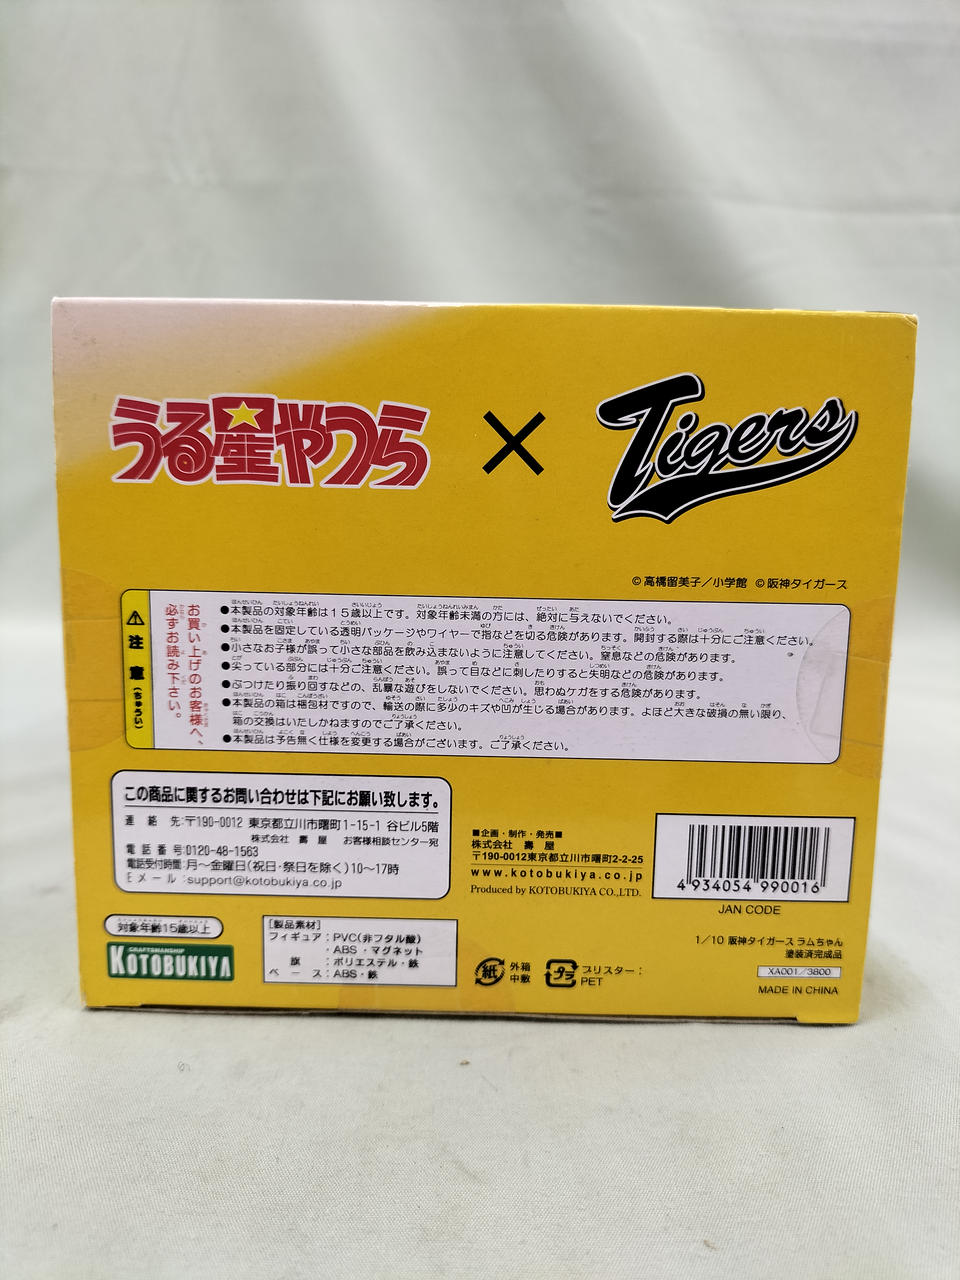 うる星やつら × Tigers
©高橋留美子／小学館 ©阪神タイガース
⚠注意(ちゅうい)
お買い上げのお客様へ、
必ずお読み下さい。
●本製品の対象年齢は15歳以上です。対象年齢未満の方には、絶対に与えないでください。
●本製品を固定している透明パッケージやワイヤーで指などを切る危険があります。開封する際は十分にご注意ください。
●小さなお子様が誤って小さな部品を飲み込まないように注意してください。窒息などの危険があります。
●尖っている部分には十分ご注意ください。誤って目などに刺したりすると失明などの危険があります。
●ぶつけたり振り回すなどの、乱暴な遊びをしないでください。思わぬケガをする危険があります。
●本製品の箱は梱包材ですので、輸送の際に多少のキズや凹が生じる場合があります。よほど大きな破損の無い限り、
箱の交換はいたしかねますのでご了承ください。
●本製品は予告無く仕様を変更する場合がございます。ご了承ください。
この商品に関するお問い合わせは下記にお願い致します。
連絡先:〒190-0012 東京都立川市曙町1-15-1 谷ビル5階
株式会社 壽屋 お客様相談センター宛
電話番号:0120-48-1563
電話受付時間:月～金曜日(祝日・祭日を除く)10～17時
Eメール:support@kotobukiya.co.jp
■企画・制作・発売■
株式会社 壽屋
〒190-0012東京都立川市曙町2-2-25
www.kotobukiya.co.jp
Produced by KOTOBUKIYA CO.,LTD.
4934054990016
JAN CODE
対象年齢15歳以上
CRAFTSMANSHIP
KOTOBUKIYA
[製品素材]
フィギュア：PVC(非フタル酸)
・ABS・マグネット
旗：ポリエステル・鉄
ベース：ABS・鉄
紙 外箱
中敷
プラ ブリスター：
PET
1/10 阪神タイガース ラムちゃん
塗装済完成品
XA001／3800
MADE IN CHINA